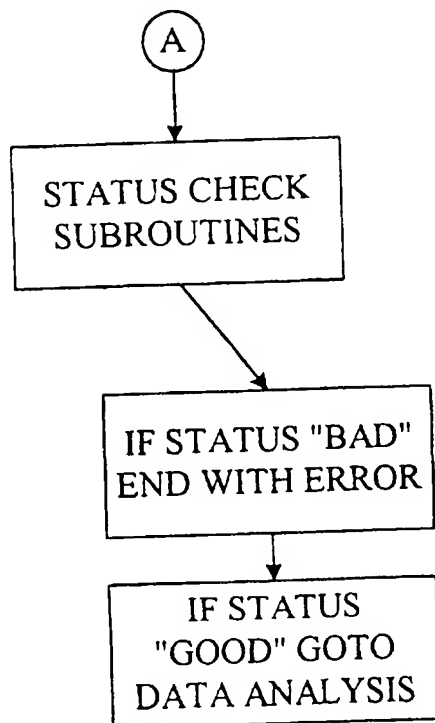 A
STATUS CHECK
SUBROUTINES
IF STATUS "BAD"
END WITH ERROR
IF STATUS
"GOOD" GOTO
DATA ANALYSIS